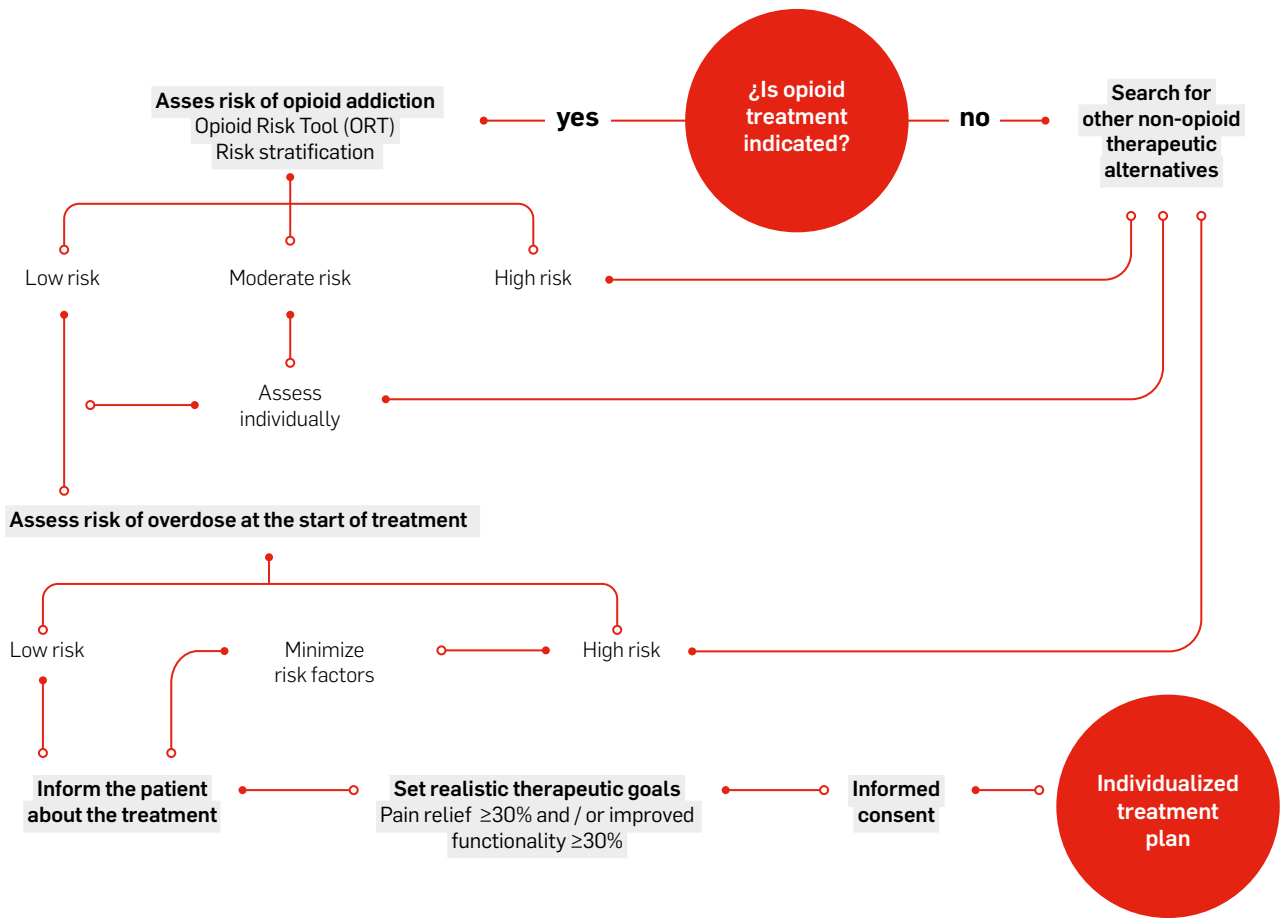 ¿Is opioid
treatment
indicated?
yes
no
Asses risk of opioid addiction
Opioid Risk Tool (ORT)
Risk stratification
Search for
other non-opioid
therapeutic
alternatives
Low risk
Moderate risk
High risk
Assess
individually
Assess risk of overdose at the start of treatment
Low risk
Minimize
risk factors
High risk
Inform the patient
about the treatment
Set realistic therapeutic goals
Pain relief ≥30% and / or improved
functionality ≥30%
Informed
consent
Individualized
treatment
plan